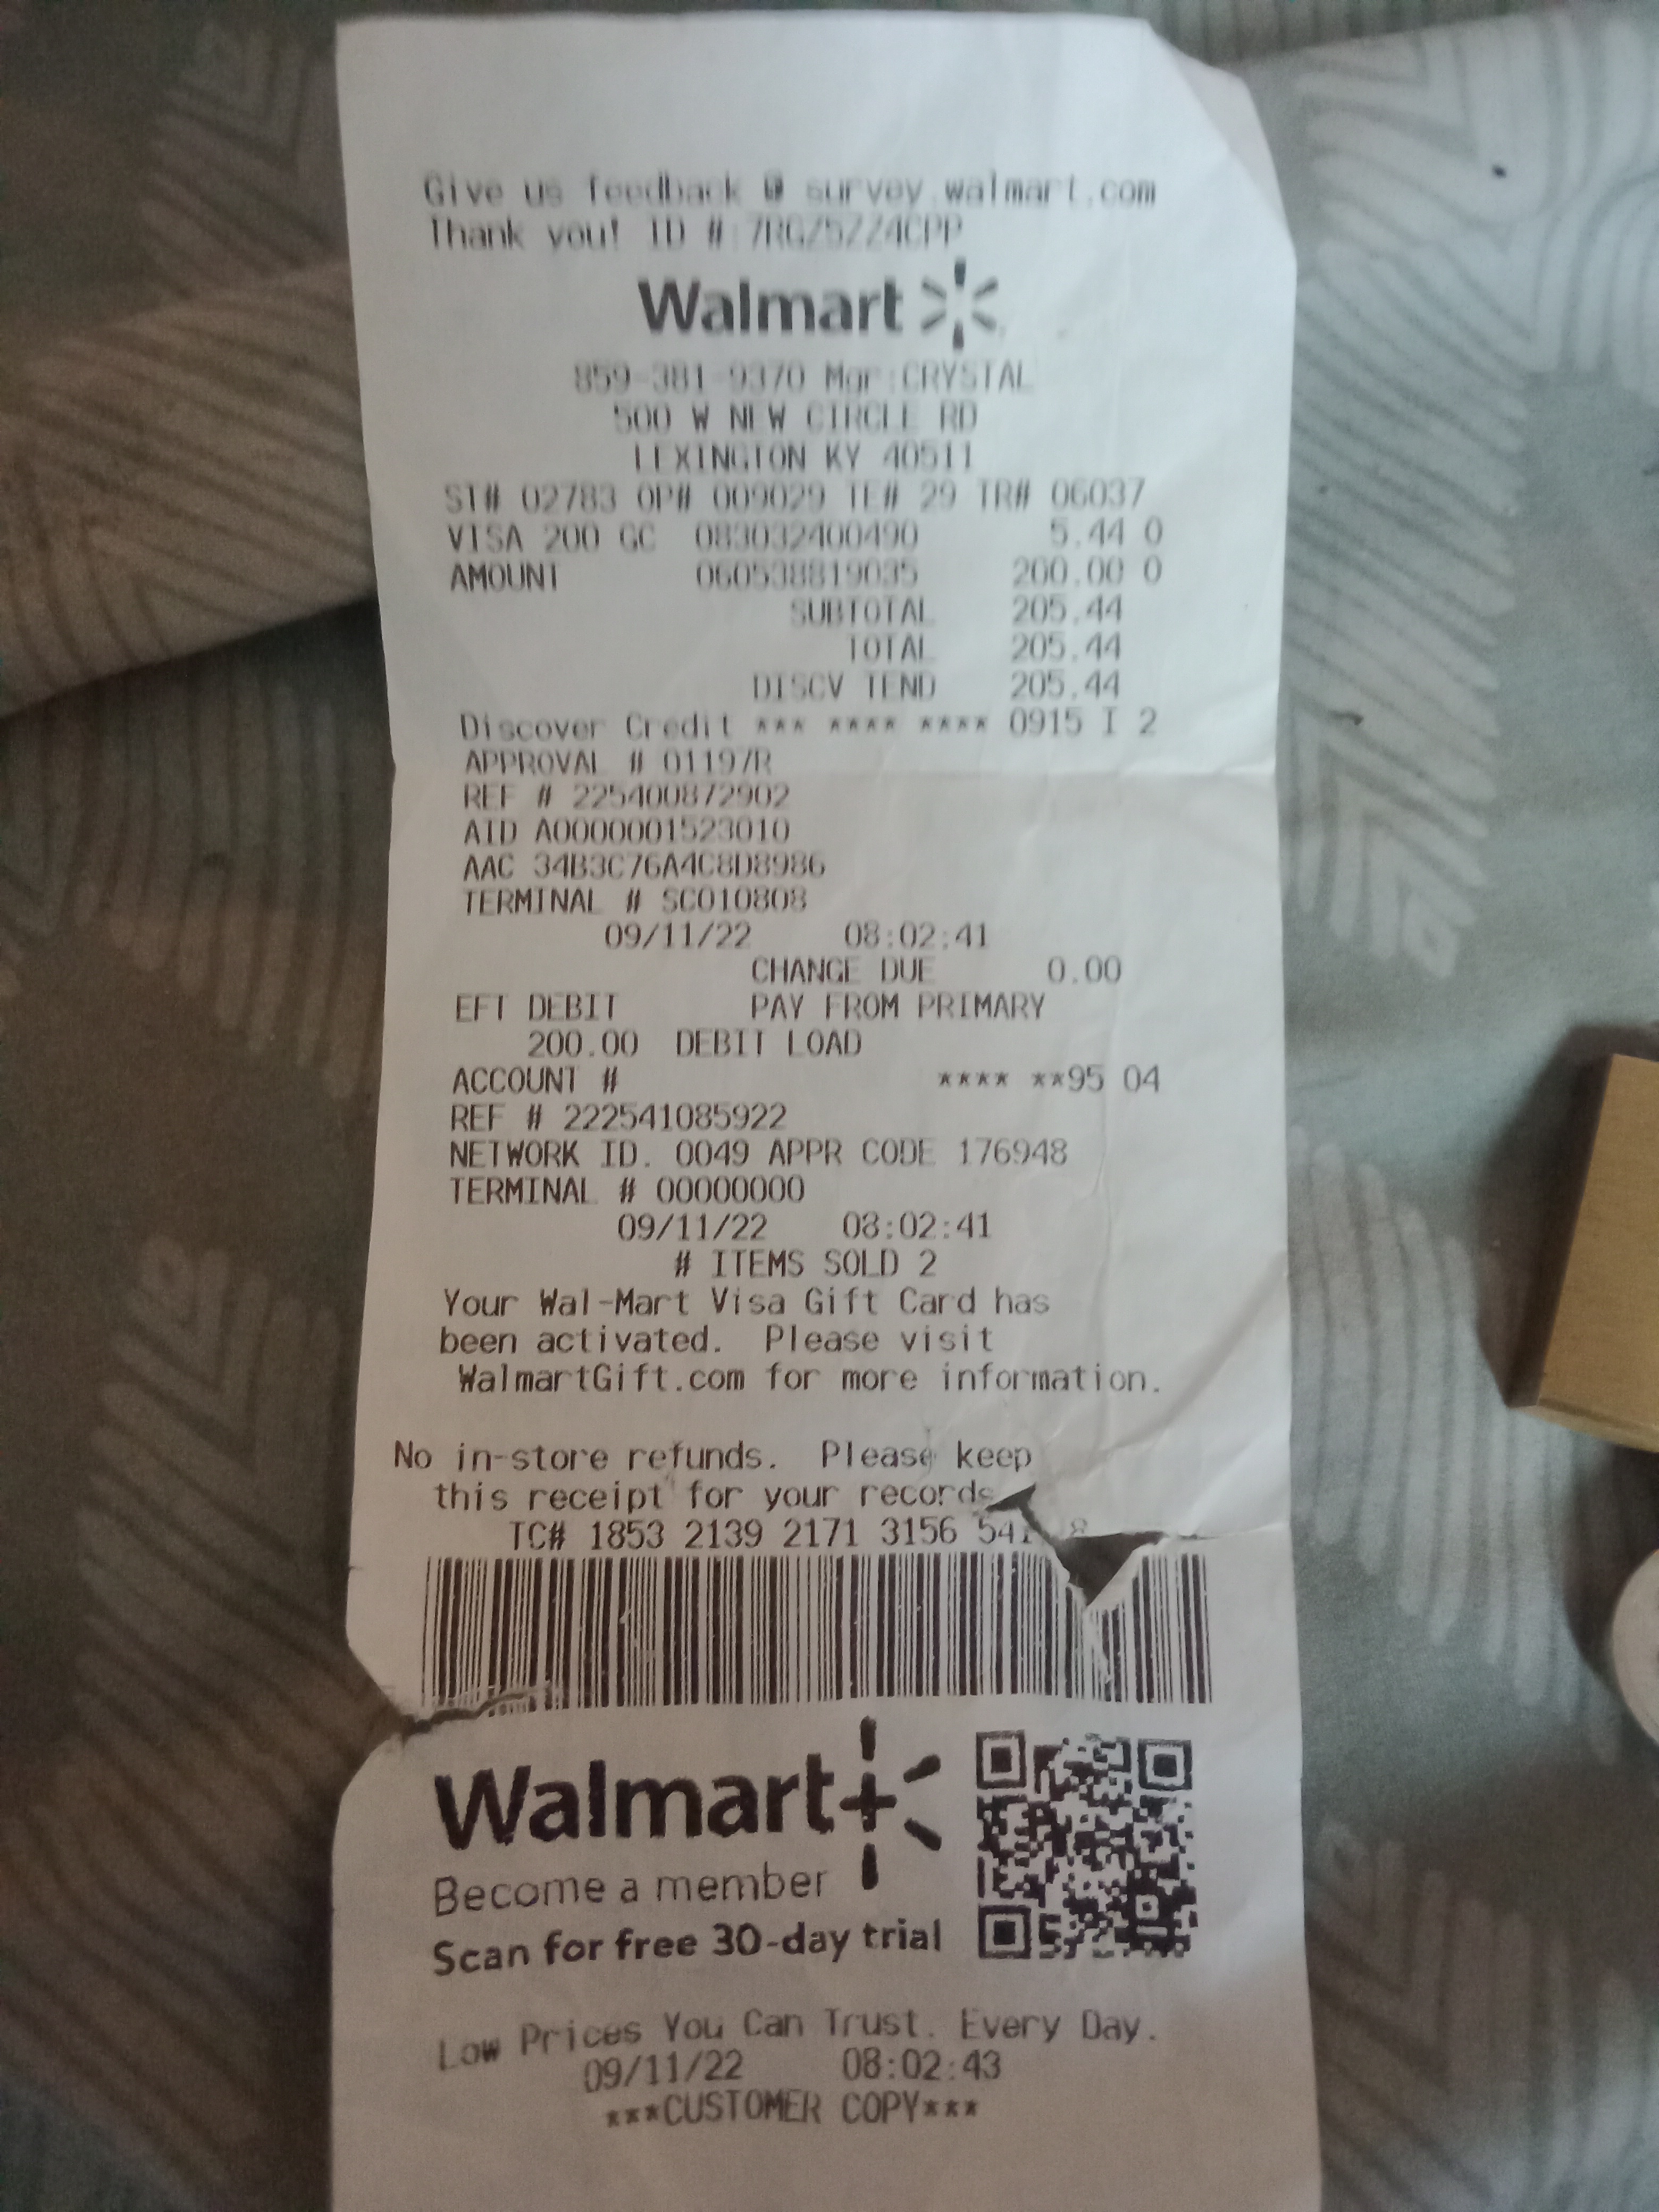 Give us feedback @ survey.walmart.com
Thank you! ID #:7RGZ5ZZ4CPP
Walmart
859-381-9370 Mgr:CRYSTAL
500 W NEW CIRCLE RD
LEXINGTON KY 40511
ST# 02783 OP# 009029 TE# 29 TR# 06037
VISA 200 GC 083032400490 5.44 O
AMOUNT 060538819035 200.00 O
SUBTOTAL 205.44
TOTAL 205.44
DISCV TEND 205.44
Discover Credit *** **** **** 0915 I 2
APPROVAL # 01197R
REF # 225400872902
AID A0000001523010
AAC 34B3C76A4C8D8986
TERMINAL # SC010808
09/11/22 08:02:41
CHANGE DUE 0.00
EFT DEBIT PAY FROM PRIMARY
200.00 DEBIT LOAD
ACCOUNT # **** **95 04
REF # 222541085922
NETWORK ID. 0049 APPR CODE 176948
TERMINAL # 00000000
09/11/22 08:02:41
# ITEMS SOLD 2
Your Wal-Mart Visa Gift Card has
been activated. Please visit
WalmartGift.com for more information.
No in-store refunds. Please keep
this receipt for your records
TC# 1853 2139 2171 3156
Walmart+
Become a member
Scan for free 30-day trial
Low Prices You Can Trust. Every Day.
09/11/22 08:02:43
***CUSTOMER COPY***